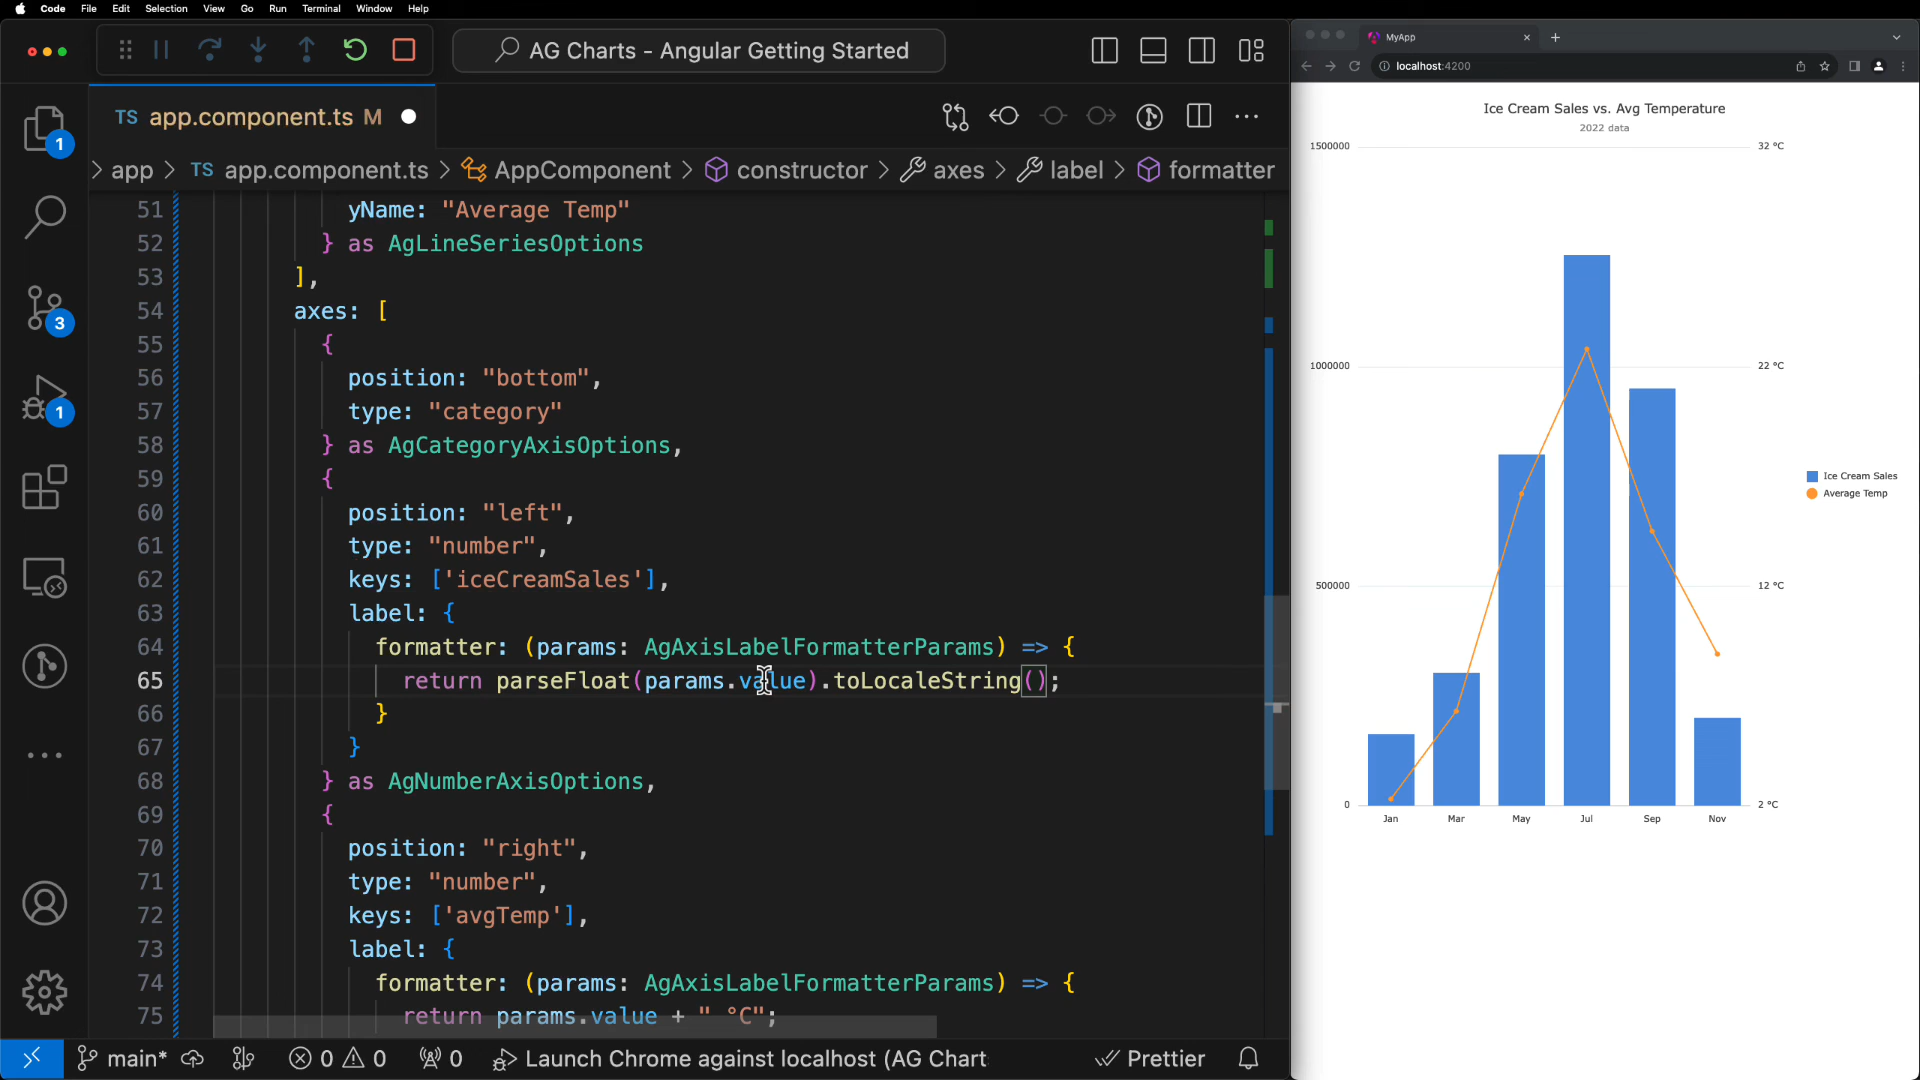 Code File Edit Selection View Go Run Terminal Window Help
AG Charts - Angular Getting Started
TS app.component.ts M
app > TS app.component.ts > AppComponent > constructor > axes > label > formatter
51 yName: "Average Temp"
52 } as AgLineSeriesOptions
53 ],
54 axes: [
55 {
56 position: "bottom",
57 type: "category"
58 } as AgCategoryAxisOptions,
59 {
60 position: "left",
61 type: "number",
62 keys: ['iceCreamSales'],
63 label: {
64 formatter: (params: AgAxisLabelFormatterParams) => {
65 return parseFloat(params.value).toLocaleString();
66 }
67 }
68 } as AgNumberAxisOptions,
69 {
70 position: "right",
71 type: "number",
72 keys: ['avgTemp'],
73 label: {
74 formatter: (params: AgAxisLabelFormatterParams) => {
75 return params.value + " °C";
1
3
1
main* 0 0 0 Launch Chrome against localhost (AG Chart Prettier
MyApp
localhost:4200
Ice Cream Sales vs. Avg Temperature
2022 data
1500000 32 °C
1000000 22 °C
500000 12 °C
0 2 °C
Jan Mar May Jul Sep Nov
Ice Cream Sales
Average Temp